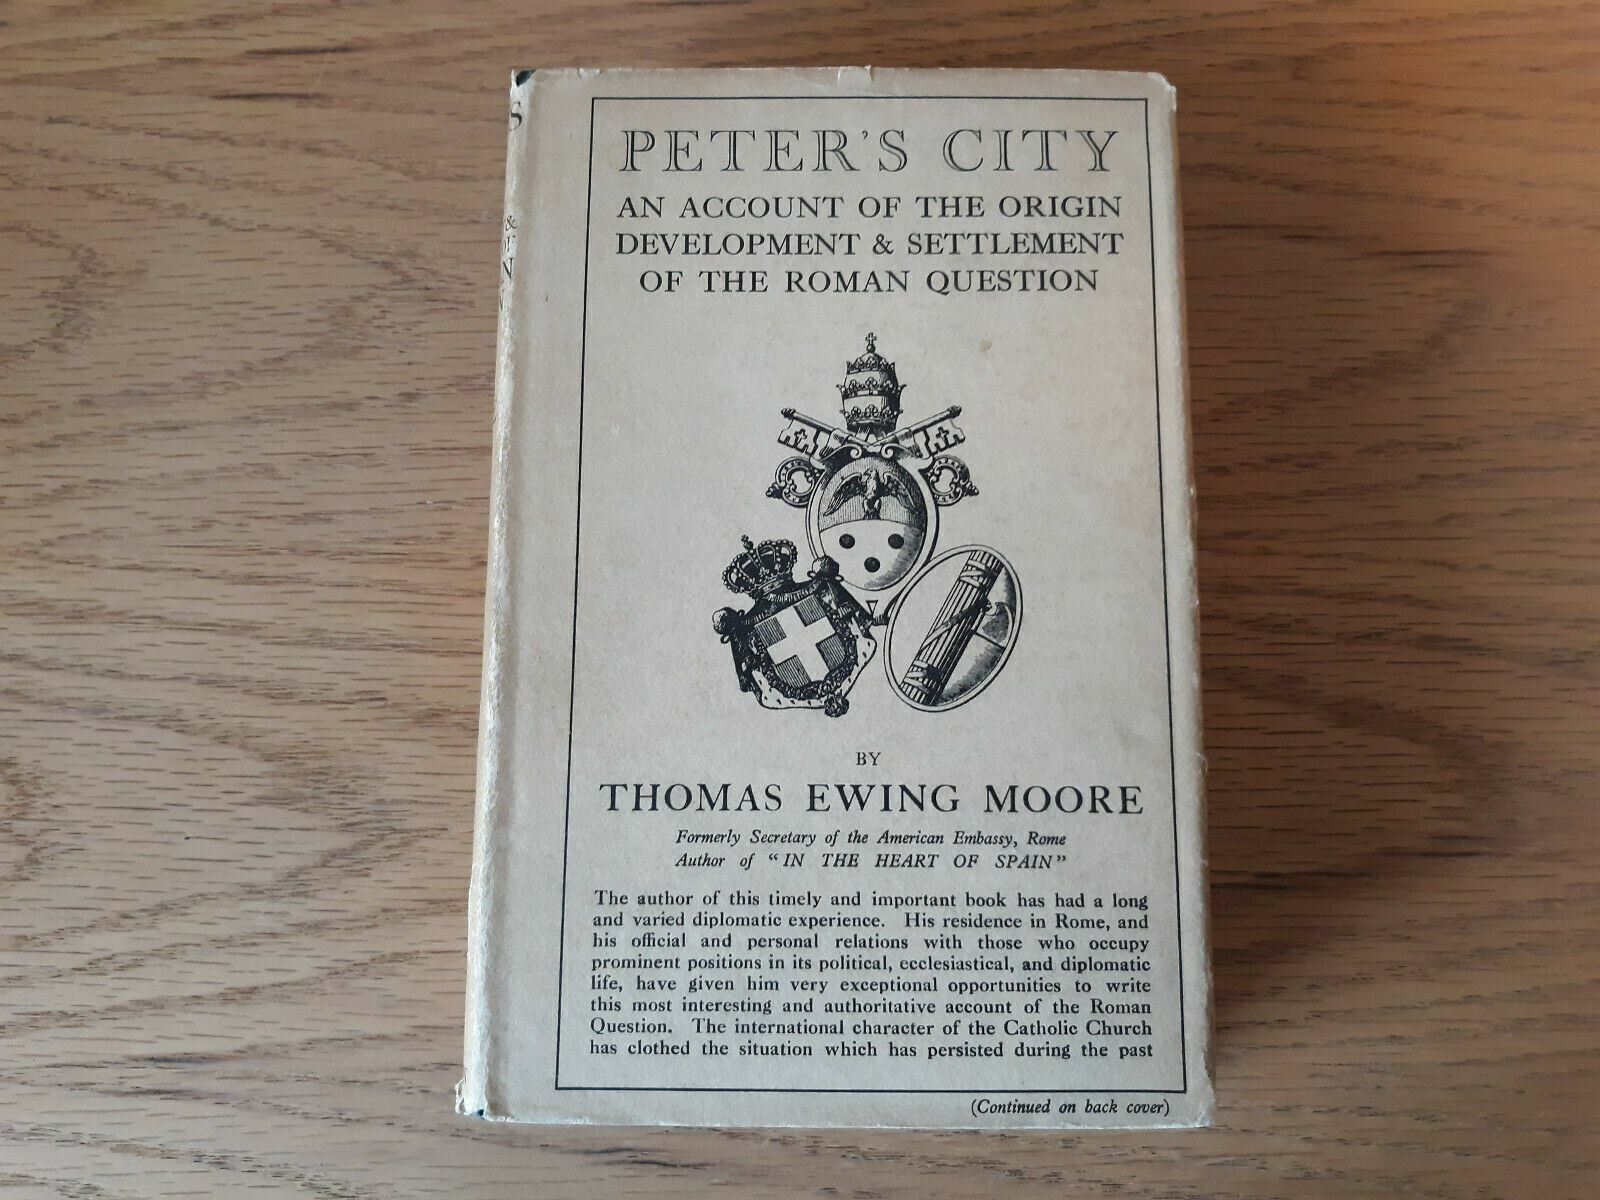 PETER'S CITY
AN ACCOUNT OF THE ORIGIN
DEVELOPMENT & SETTLEMENT
OF THE ROMAN QUESTION
BY
THOMAS EWING MOORE
Formerly Secretary of the American Embassy, Rome
Author of "IN THE HEART OF SPAIN"
The author of this timely and important book has had a long
and varied diplomatic experience. His residence in Rome, and
his official and personal relations with those who occupy
prominent positions in its political, ecclesiastical, and diplomatic
life, have given him very exceptional opportunities to write
this most interesting and authoritative account of the Roman
Question. The international character of the Catholic Church
has clothed the situation which has persisted during the past
(Continued on back cover)